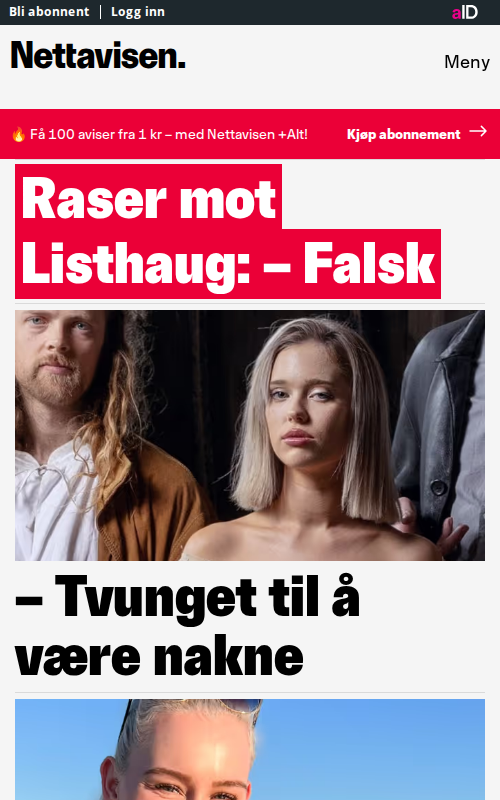 Bli abonnent | Logg inn
aID
Nettavisen.
Meny
🔥 Få 100 aviser fra 1 kr – med Nettavisen +Alt!
Kjøp abonnement →
Raser mot
Listhaug: – Falsk
– Tvunget til å
være nakne